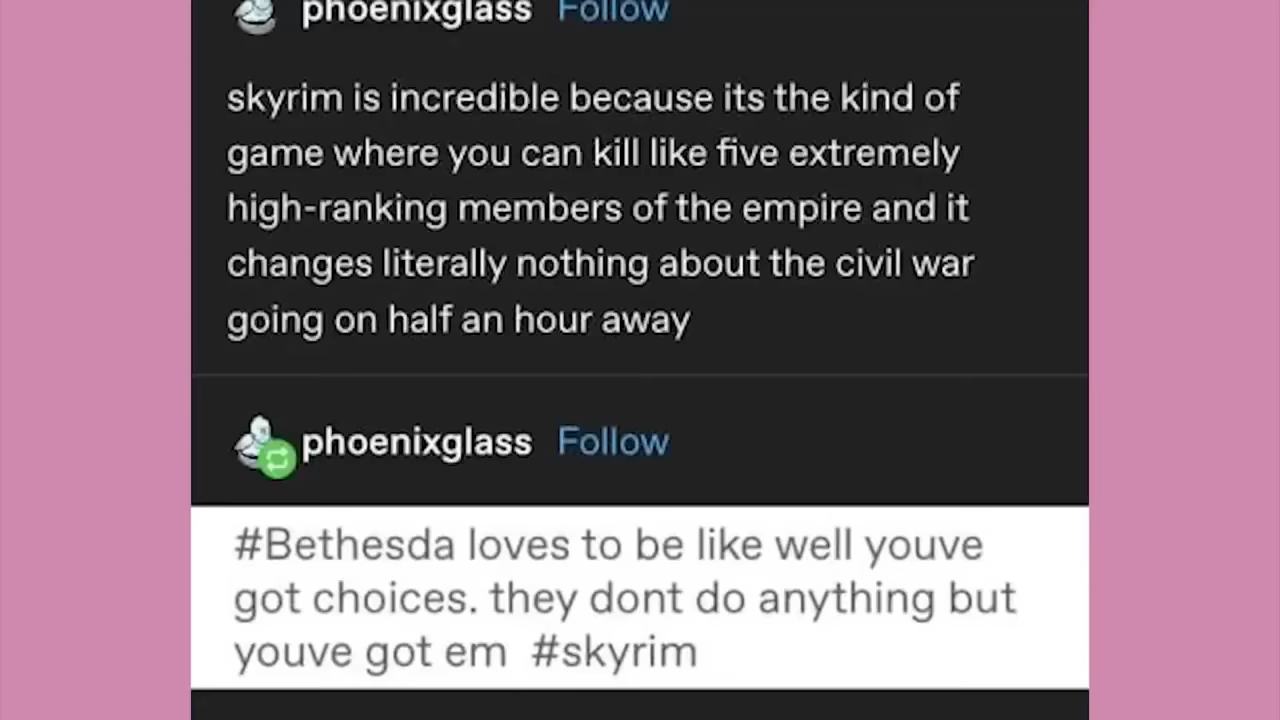 phoenixglass Follow
skyrim is incredible because its the kind of
game where you can kill like five extremely
high-ranking members of the empire and it
changes literally nothing about the civil war
going on half an hour away
phoenixglass Follow
#Bethesda loves to be like well youve
got choices. they dont do anything but
youve got em #skyrim